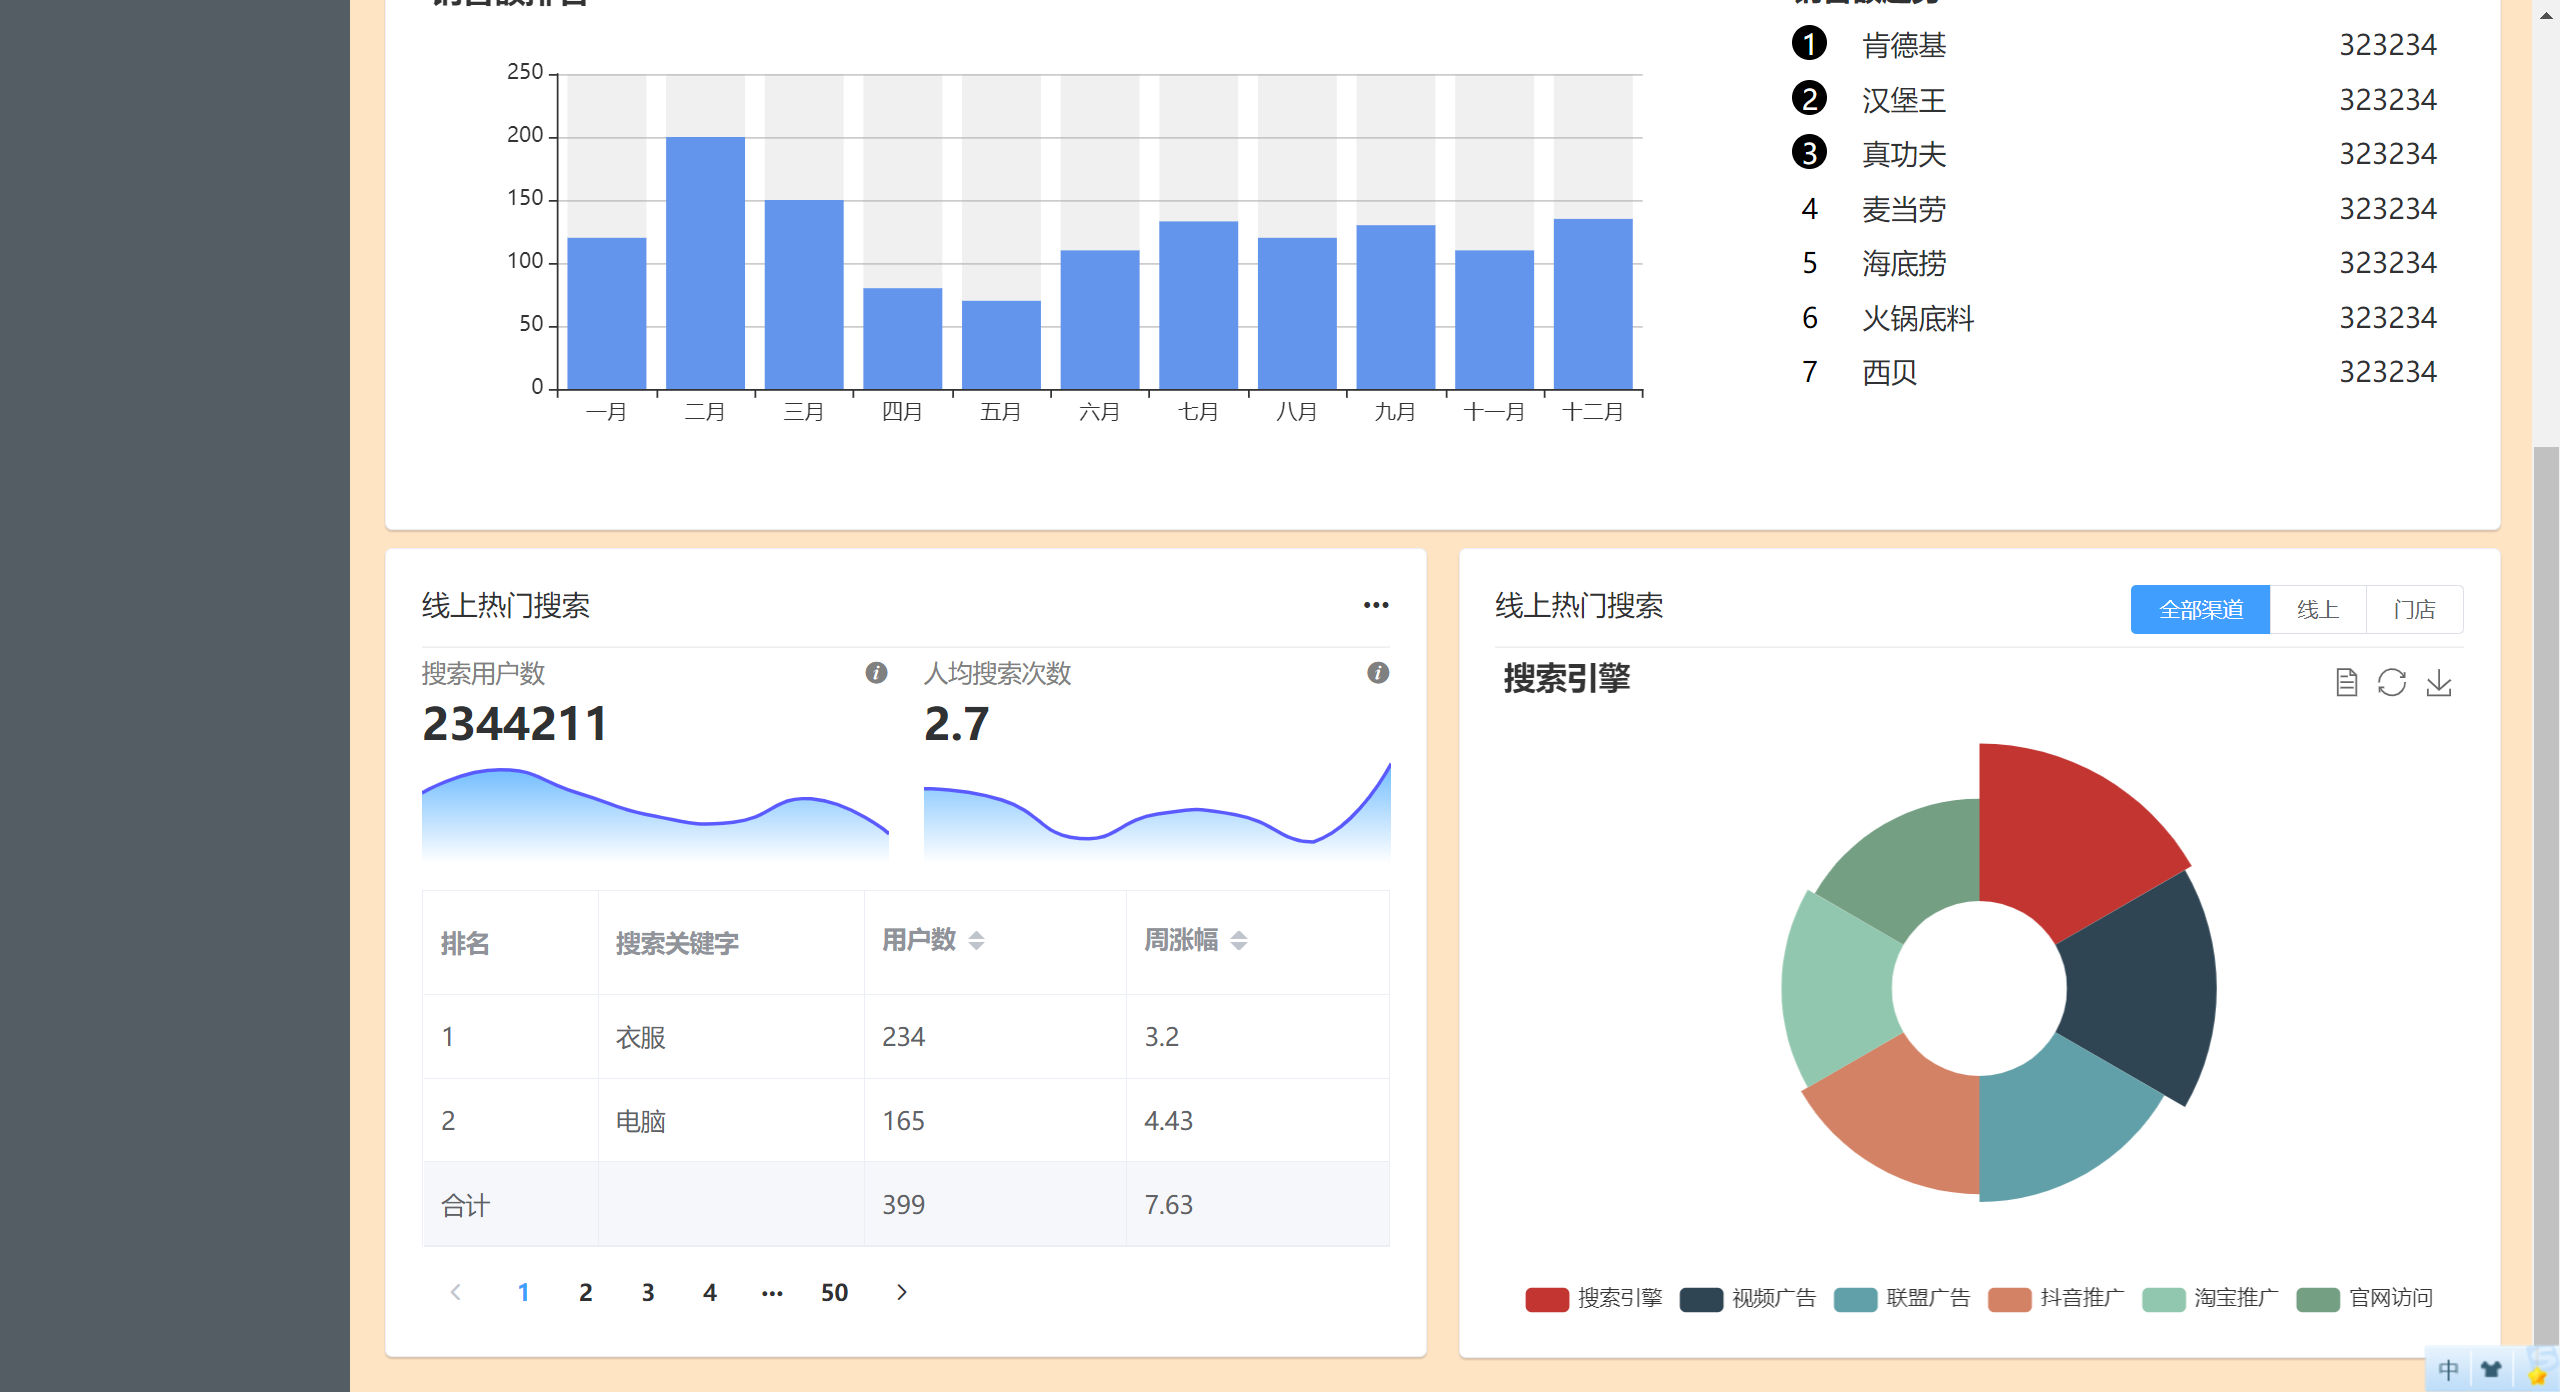 250
200
150
100
50
0
一月 二月 三月 四月 五月 六月 七月 八月 九月 十一月 十二月
1 肯德基 323234
2 汉堡王 323234
3 真功夫 323234
4 麦当劳 323234
5 海底捞 323234
6 火锅底料 323234
7 西贝 323234
线上热门搜索
搜索用户数 人均搜索次数
2344211 2.7
排名 搜索关键字 用户数 周涨幅
1 衣服 234 3.2
2 电脑 165 4.43
合计 399 7.63
1 2 3 4 ... 50
线上热门搜索 全部渠道 线上 门店
搜索引擎
搜索引擎 视频广告 联盟广告 抖音推广 淘宝推广 官网访问
中